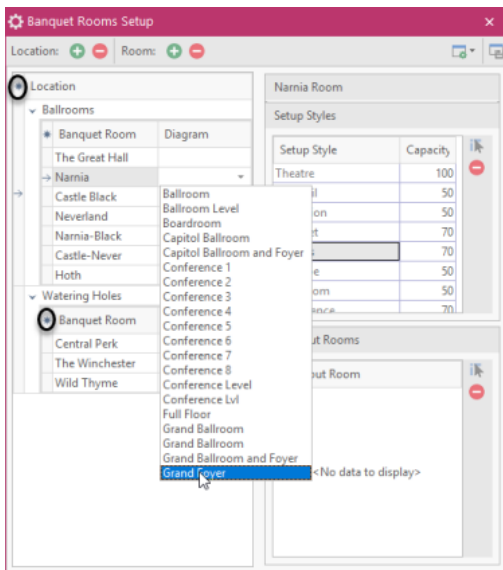 Banquet Rooms Setup
Location: Room:
Location
Ballrooms
Banquet Room Diagram
The Great Hall
Narnia
Castle Black
Neverland
Narnia-Black
Castle-Never
Hoth
Watering Holes
Banquet Room
Central Perk
The Winchester
Wild Thyme
Ballroom
Ballroom Level
Boardroom
Capitol Ballroom
Capitol Ballroom and Foyer
Conference 1
Conference 2
Conference 3
Conference 4
Conference 5
Conference 6
Conference 7
Conference 8
Conference Level
Conference Lvl
Full Floor
Grand Ballroom
Grand Ballroom
Grand Ballroom and Foyer
Grand Foyer
Narnia Room
Setup Styles
Setup Style Capacity
Theatre 100
50
50
70
70
50
50
70
Rooms
Room
<No data to display>